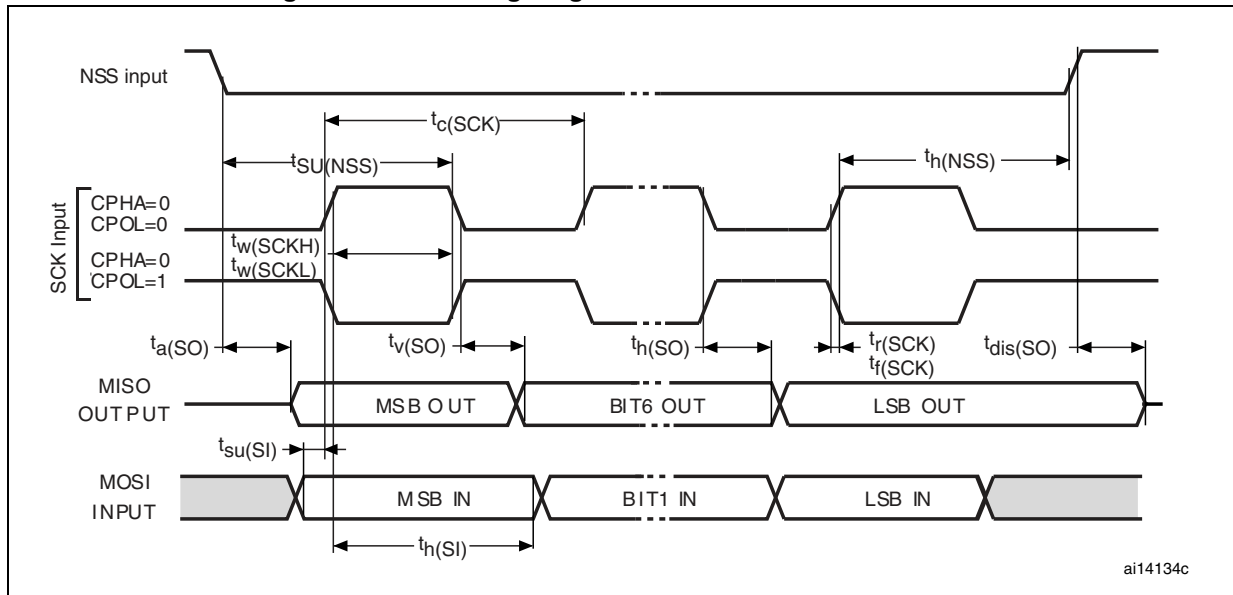 NSS input
tc(SCK)
tSU(NSS)
th(NSS)
SCK Input
CPHA=0
CPOL=0
tw(SCKH)
CPHA=0
tw(SCKL)
CPOL=1
ta(SO)
tv(SO)
th(SO)
tr(SCK)
tf(SCK)
tdis(SO)
MISO
OUTPUT
MSB OUT
BIT6 OUT
LSB OUT
tsu(SI)
MOSI
INPUT
MSB IN
BIT1 IN
LSB IN
th(SI)
ai14134c